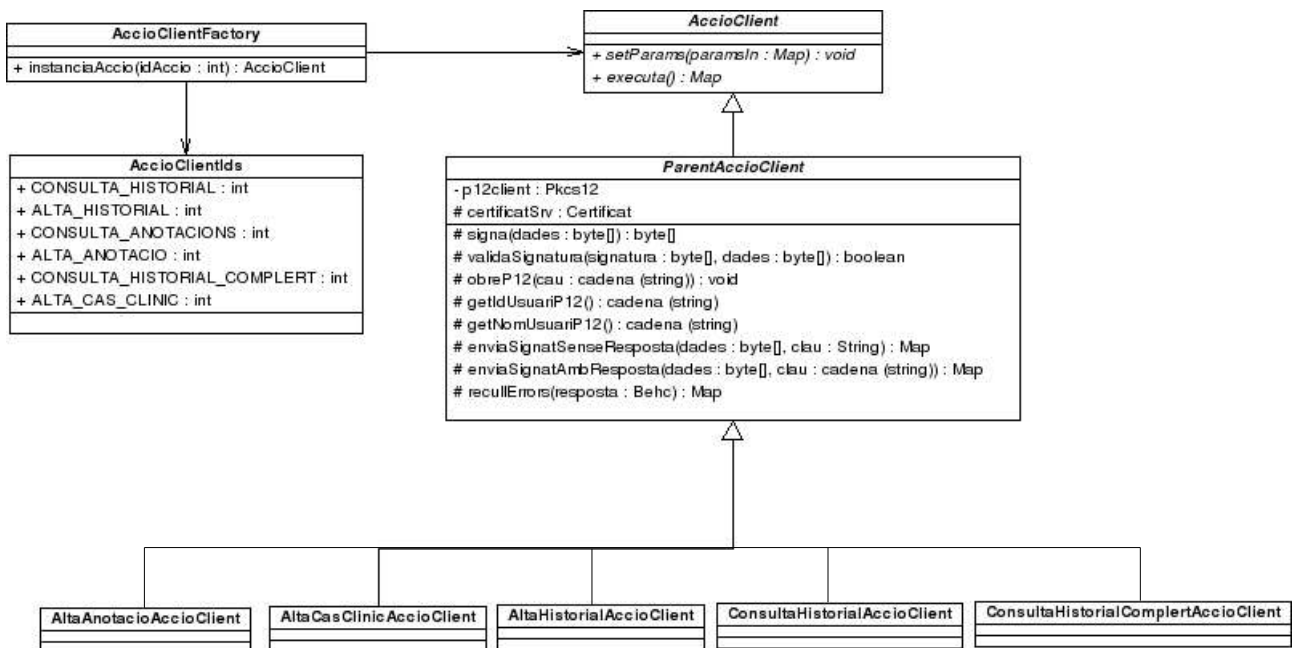 AccioClientFactory
+ instanciaAccio(idAccio : int) : AccioClient
AccioClient
+ setParams(paramsIn : Map) : void
+ executa() : Map
AccioClientIds
+ CONSULTA_HISTORIAL : int
+ ALTA_HISTORIAL : int
+ CONSULTA_ANOTACIONS : int
+ ALTA_ANOTACIO : int
+ CONSULTA_HISTORIAL_COMPLERT : int
+ ALTA_CAS_CLINIC : int
ParentAccioClient
- p12client : Pkcs12
# certificatSrv : Certificat
# signa(dades : byte[]) : byte[]
# validaSignatura(signatura : byte[], dades : byte[]) : boolean
# obreP12(cau : cadena (string)) : void
# getIdUsuariP12() : cadena (string)
# getNomUsuariP12() : cadena (string)
# enviaSignatSenseResposta(dades : byte[], clau : String) : Map
# enviaSignatAmbResposta(dades : byte[], clau : cadena (string)) : Map
# recullErrors(resposta : Behc) : Map
AltaAnotacioAccioClient
AltaCasClinicAccioClient
AltaHistorialAccioClient
ConsultaHistorialAccioClient
ConsultaHistorialComplertAccioClient